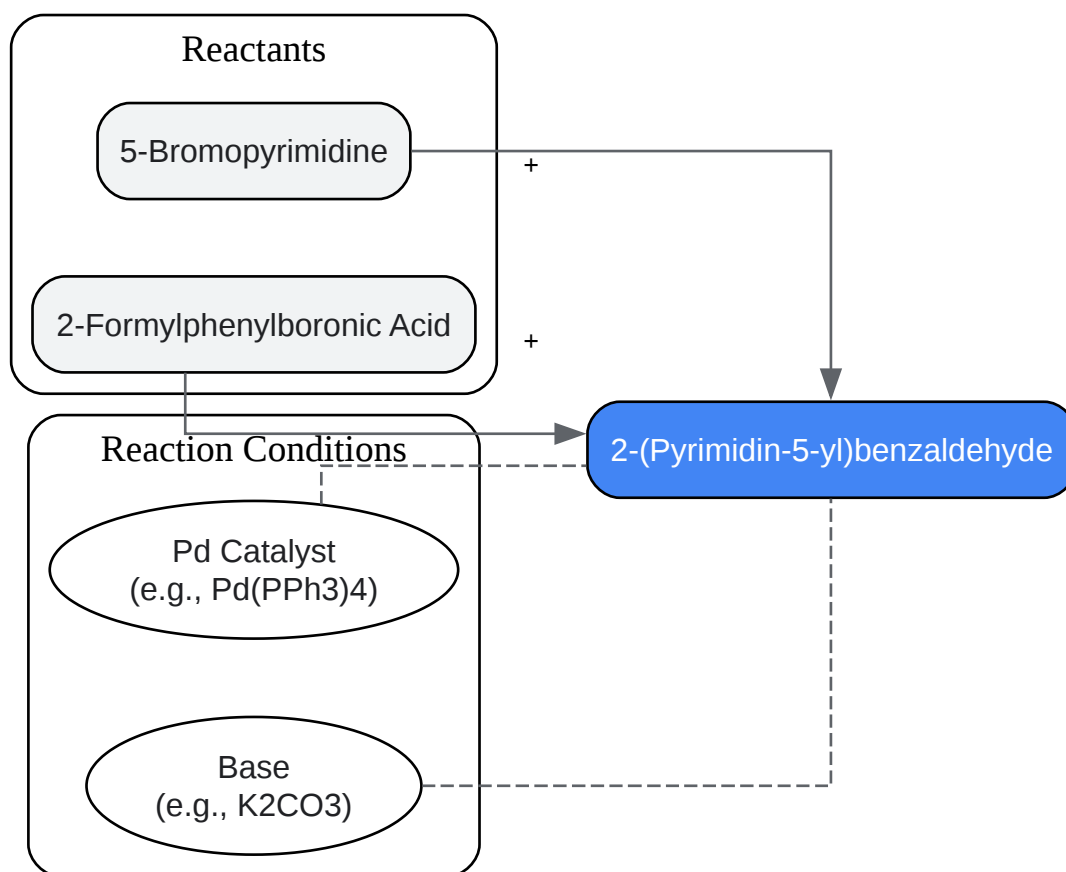 Reactants
5-Bromopyrimidine
+
2-Formylphenylboronic Acid
+
Reaction Conditions
2-(Pyrimidin-5-yl)benzaldehyde
Pd Catalyst
(e.g., Pd(PPh3)4)
Base
(e.g., K2CO3)